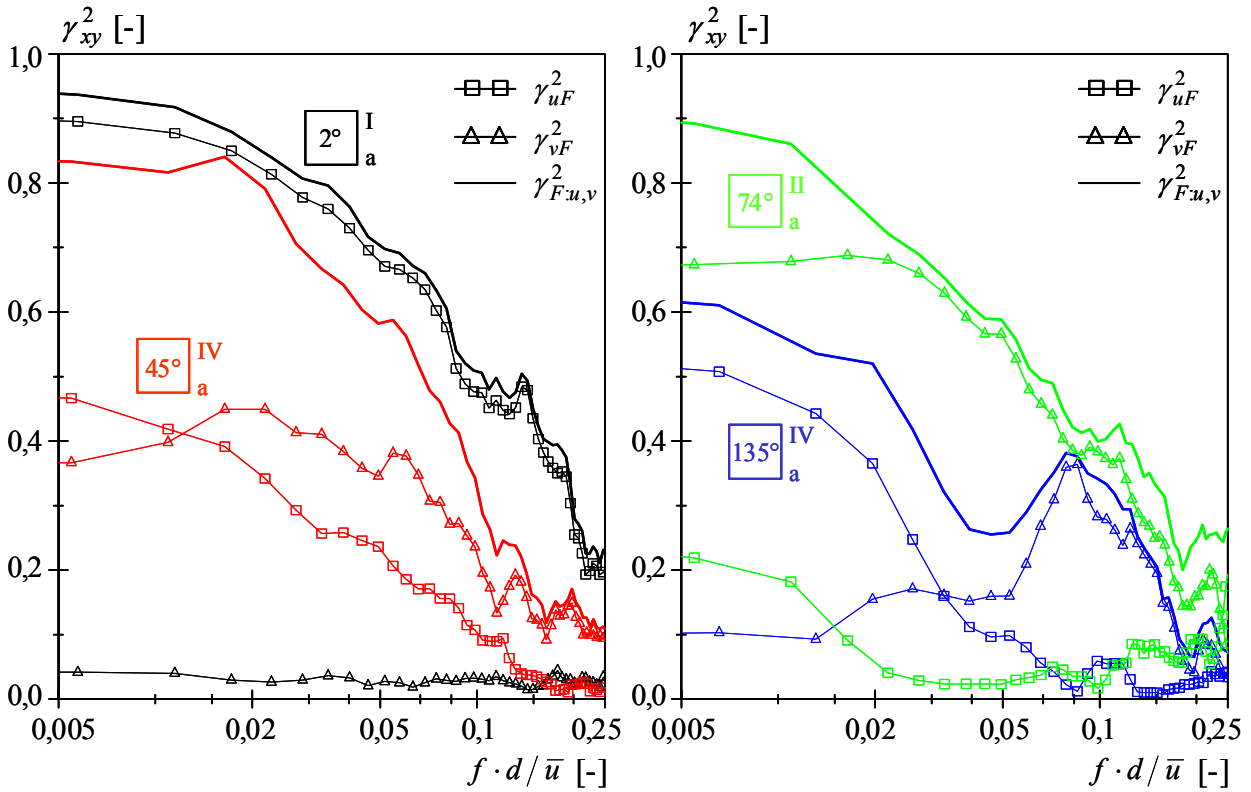 γ²xy [-]
1,0
0,8
0,6
0,4
0,2
0,0
0,005 0,02 0,05 0,1 0,25
f · d / u̅ [-]
γ²uF
γ²vF
γ²F:u,v
2° I a
45° IV a
γ²xy [-]
1,0
0,8
0,6
0,4
0,2
0,0
0,005 0,02 0,05 0,1 0,25
f · d / u̅ [-]
γ²uF
γ²vF
γ²F:u,v
74° II a
135° IV a